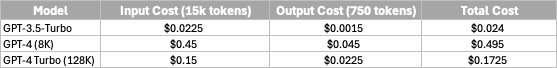 Model Input Cost (15k tokens) Output Cost (750 tokens) Total Cost
GPT-3.5-Turbo $0.0225 $0.0015 $0.024
GPT-4 (8K) $0.45 $0.045 $0.495
GPT-4 Turbo (128K) $0.15 $0.0225 $0.1725